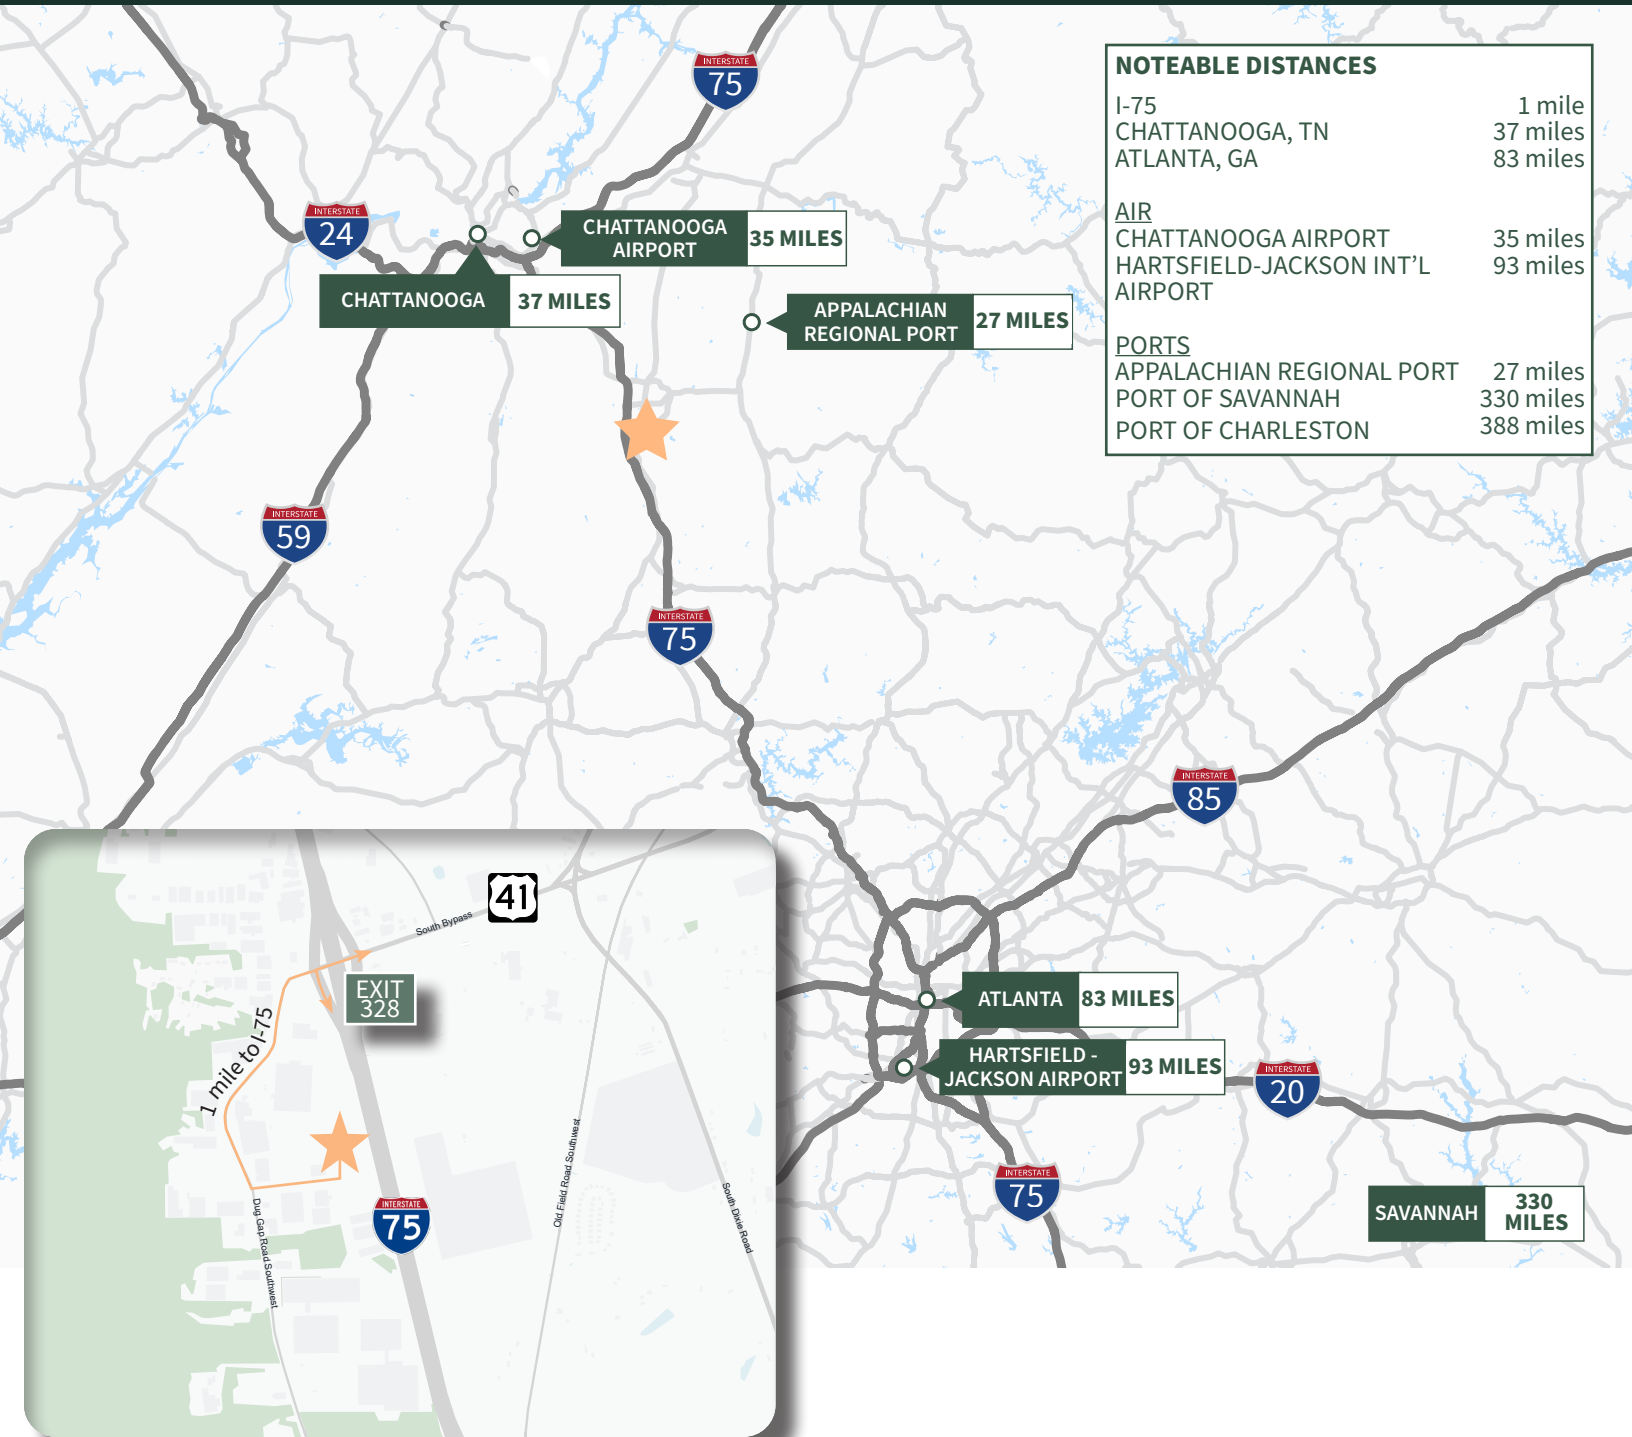 INTERSTATE
75
NOTEABLE DISTANCES
I-75 1 mile
CHATTANOOGA, TN 37 miles
ATLANTA, GA 83 miles
AIR
CHATTANOOGA AIRPORT 35 miles
HARTSFIELD-JACKSON INT’L 93 miles
AIRPORT
PORTS
APPALACHIAN REGIONAL PORT 27 miles
PORT OF SAVANNAH 330 miles
PORT OF CHARLESTON 388 miles
INTERSTATE
24
CHATTANOOGA
AIRPORT
35 MILES
CHATTANOOGA
37 MILES
APPALACHIAN
REGIONAL PORT
27 MILES
INTERSTATE
59
INTERSTATE
75
INTERSTATE
85
41
South Bypass
EXIT
328
1 mile to I-75
Dug Gap Road Southwest
INTERSTATE
75
Old Field Road Southwest
South Dixie Road
ATLANTA
83 MILES
HARTSFIELD -
JACKSON AIRPORT
93 MILES
INTERSTATE
20
INTERSTATE
75
SAVANNAH
330
MILES